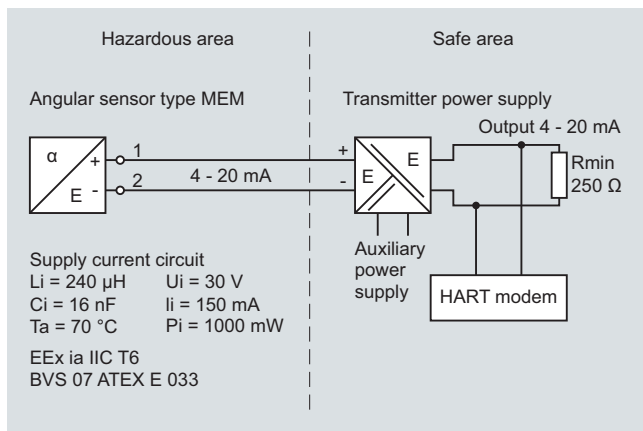 Hazardous area
Safe area
Angular sensor type MEM
Transmitter power supply
Output 4 - 20 mA
α
E
+
-
1
2
4 - 20 mA
+
-
E
E
Rmin
250 Ω
Auxiliary
power
supply
HART modem
Supply current circuit
Li = 240 µH Ui = 30 V
Ci = 16 nF Ii = 150 mA
Ta = 70 °C Pi = 1000 mW
EEx ia IIC T6
BVS 07 ATEX E 033